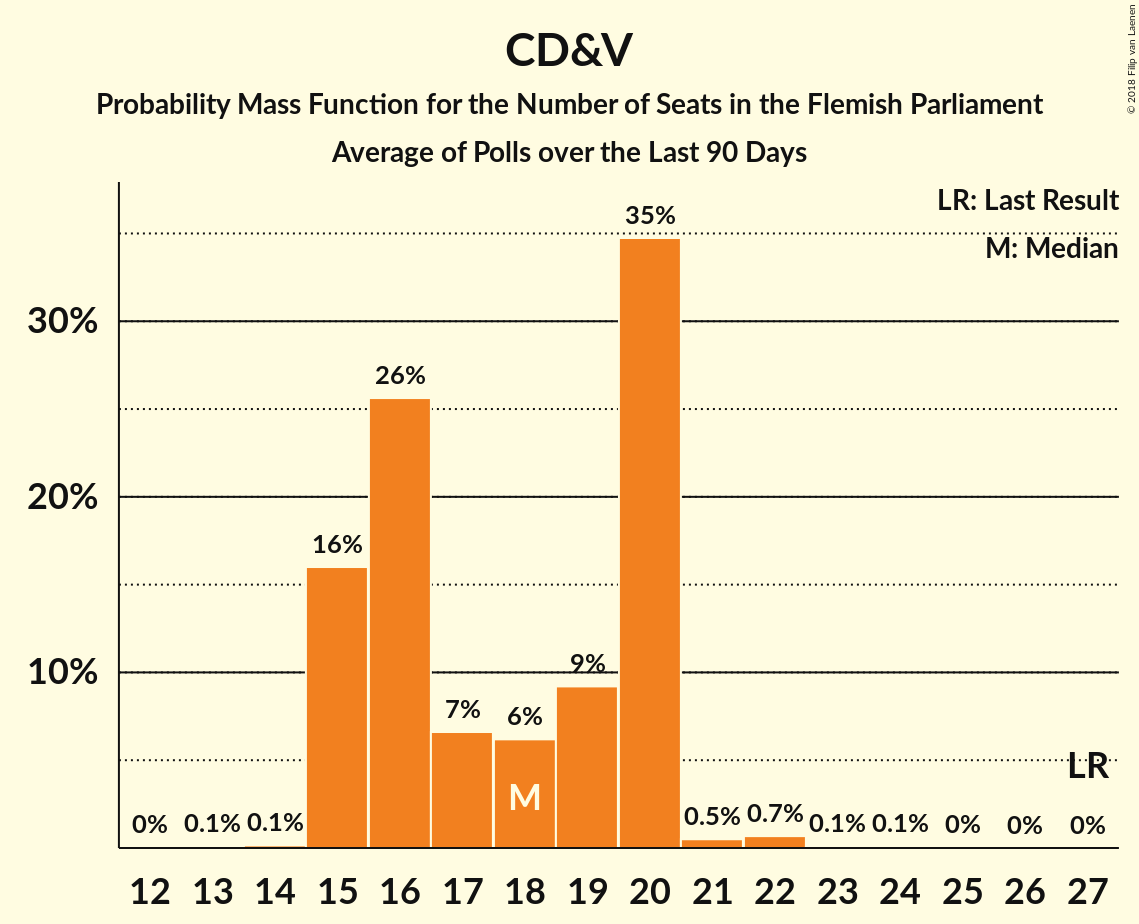 CD&V
Probability Mass Function for the Number of Seats in the Flemish Parliament
Average of Polls over the Last 90 Days
© 2018 Filip van Laenen
LR: Last Result
M: Median
35%
30%
26%
20%
16%
10%
9%
7%
6%
M
LR
0% 0.1% 0.1% 0.5% 0.7% 0.1% 0.1% 0% 0% 0%
12 13 14 15 16 17 18 19 20 21 22 23 24 25 26 27